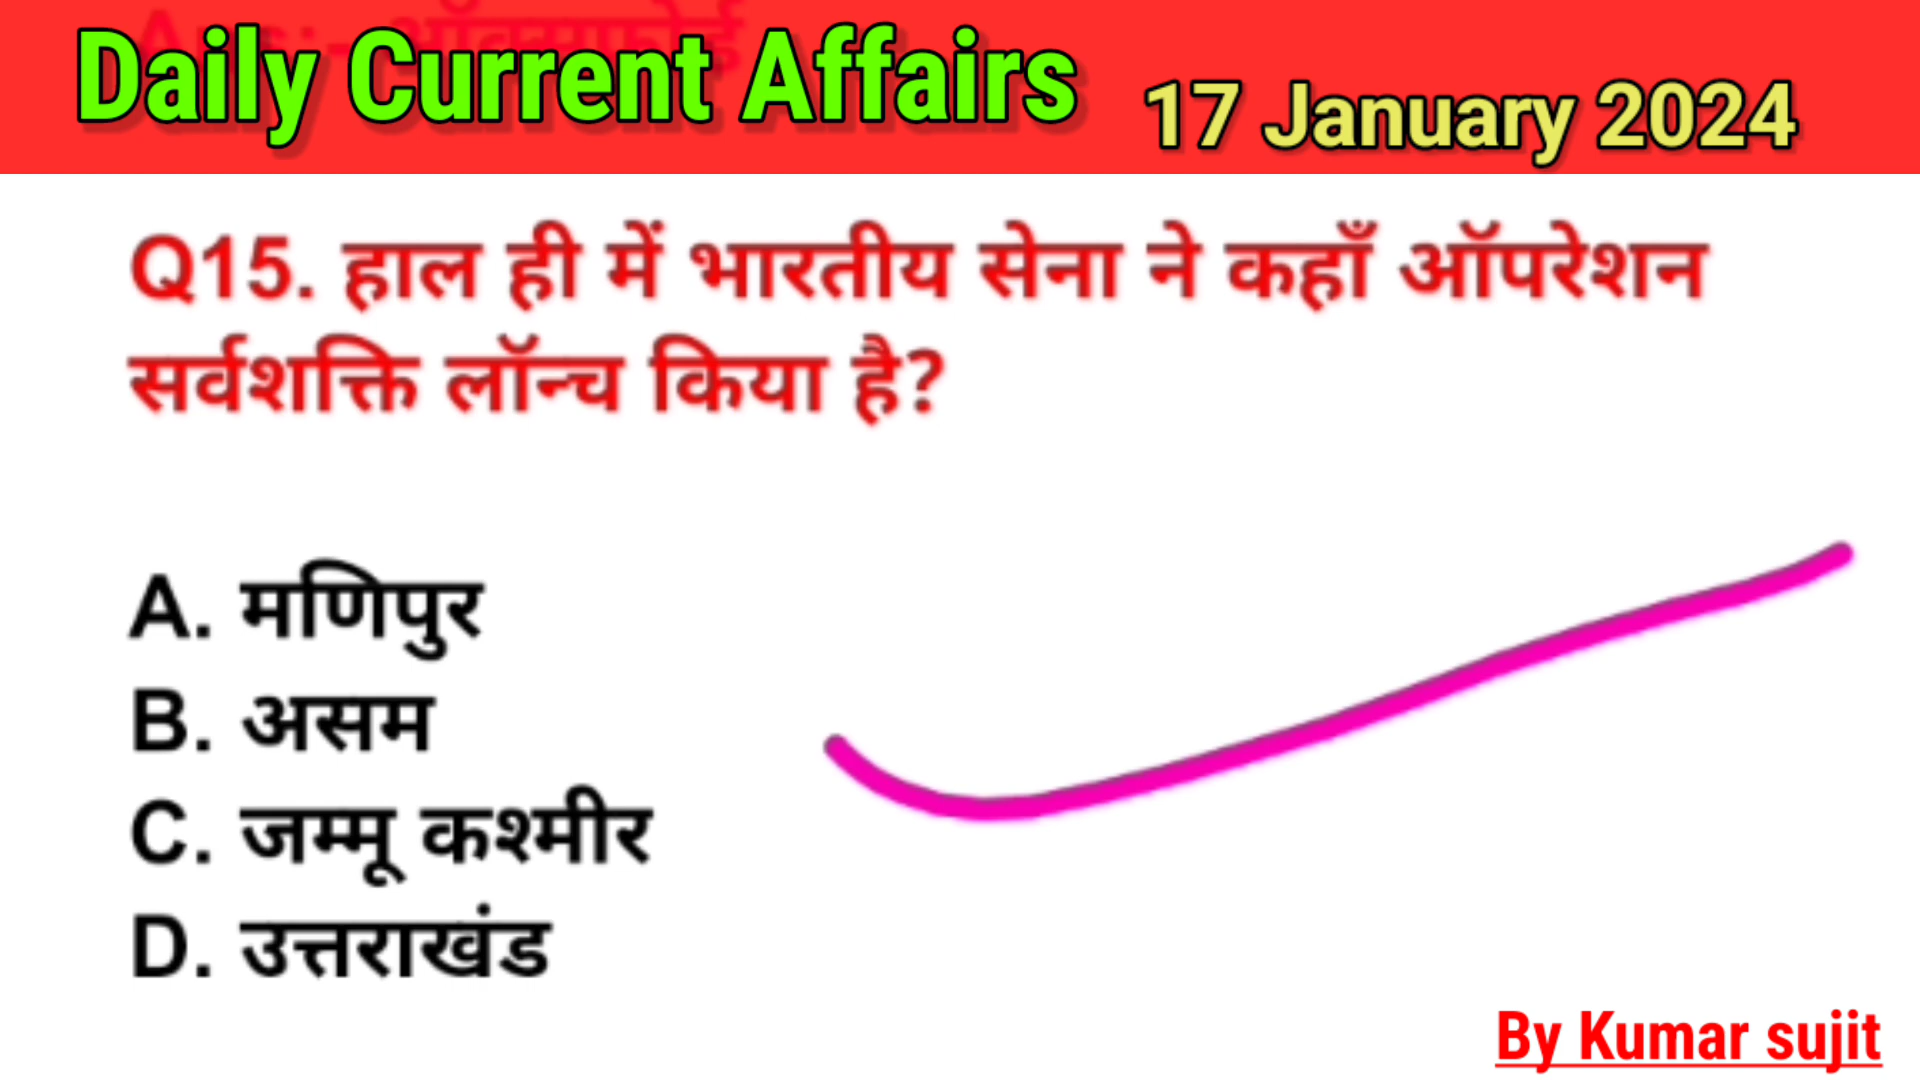 Daily Current Affairs 17 January 2024
Q15. हाल ही में भारतीय सेना ने कहाँ ऑपरेशन
सर्वशक्ति लॉन्च किया है?
A. मणिपुर
B. असम
C. जम्मू कश्मीर
D. उत्तराखंड
By Kumar sujit